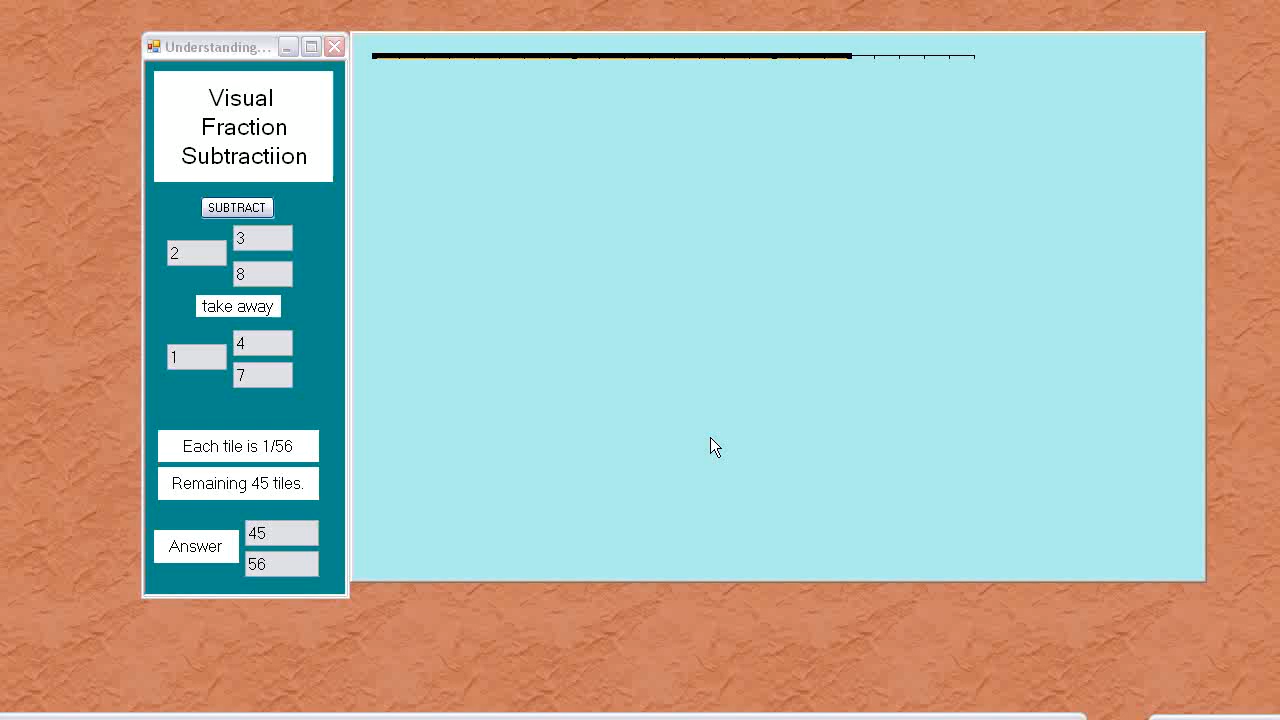 Understanding...
Visual
Fraction
Subtractiion
SUBTRACT
3
2
8
take away
4
1
7
Each tile is 1/56
Remaining 45 tiles.
45
Answer
56